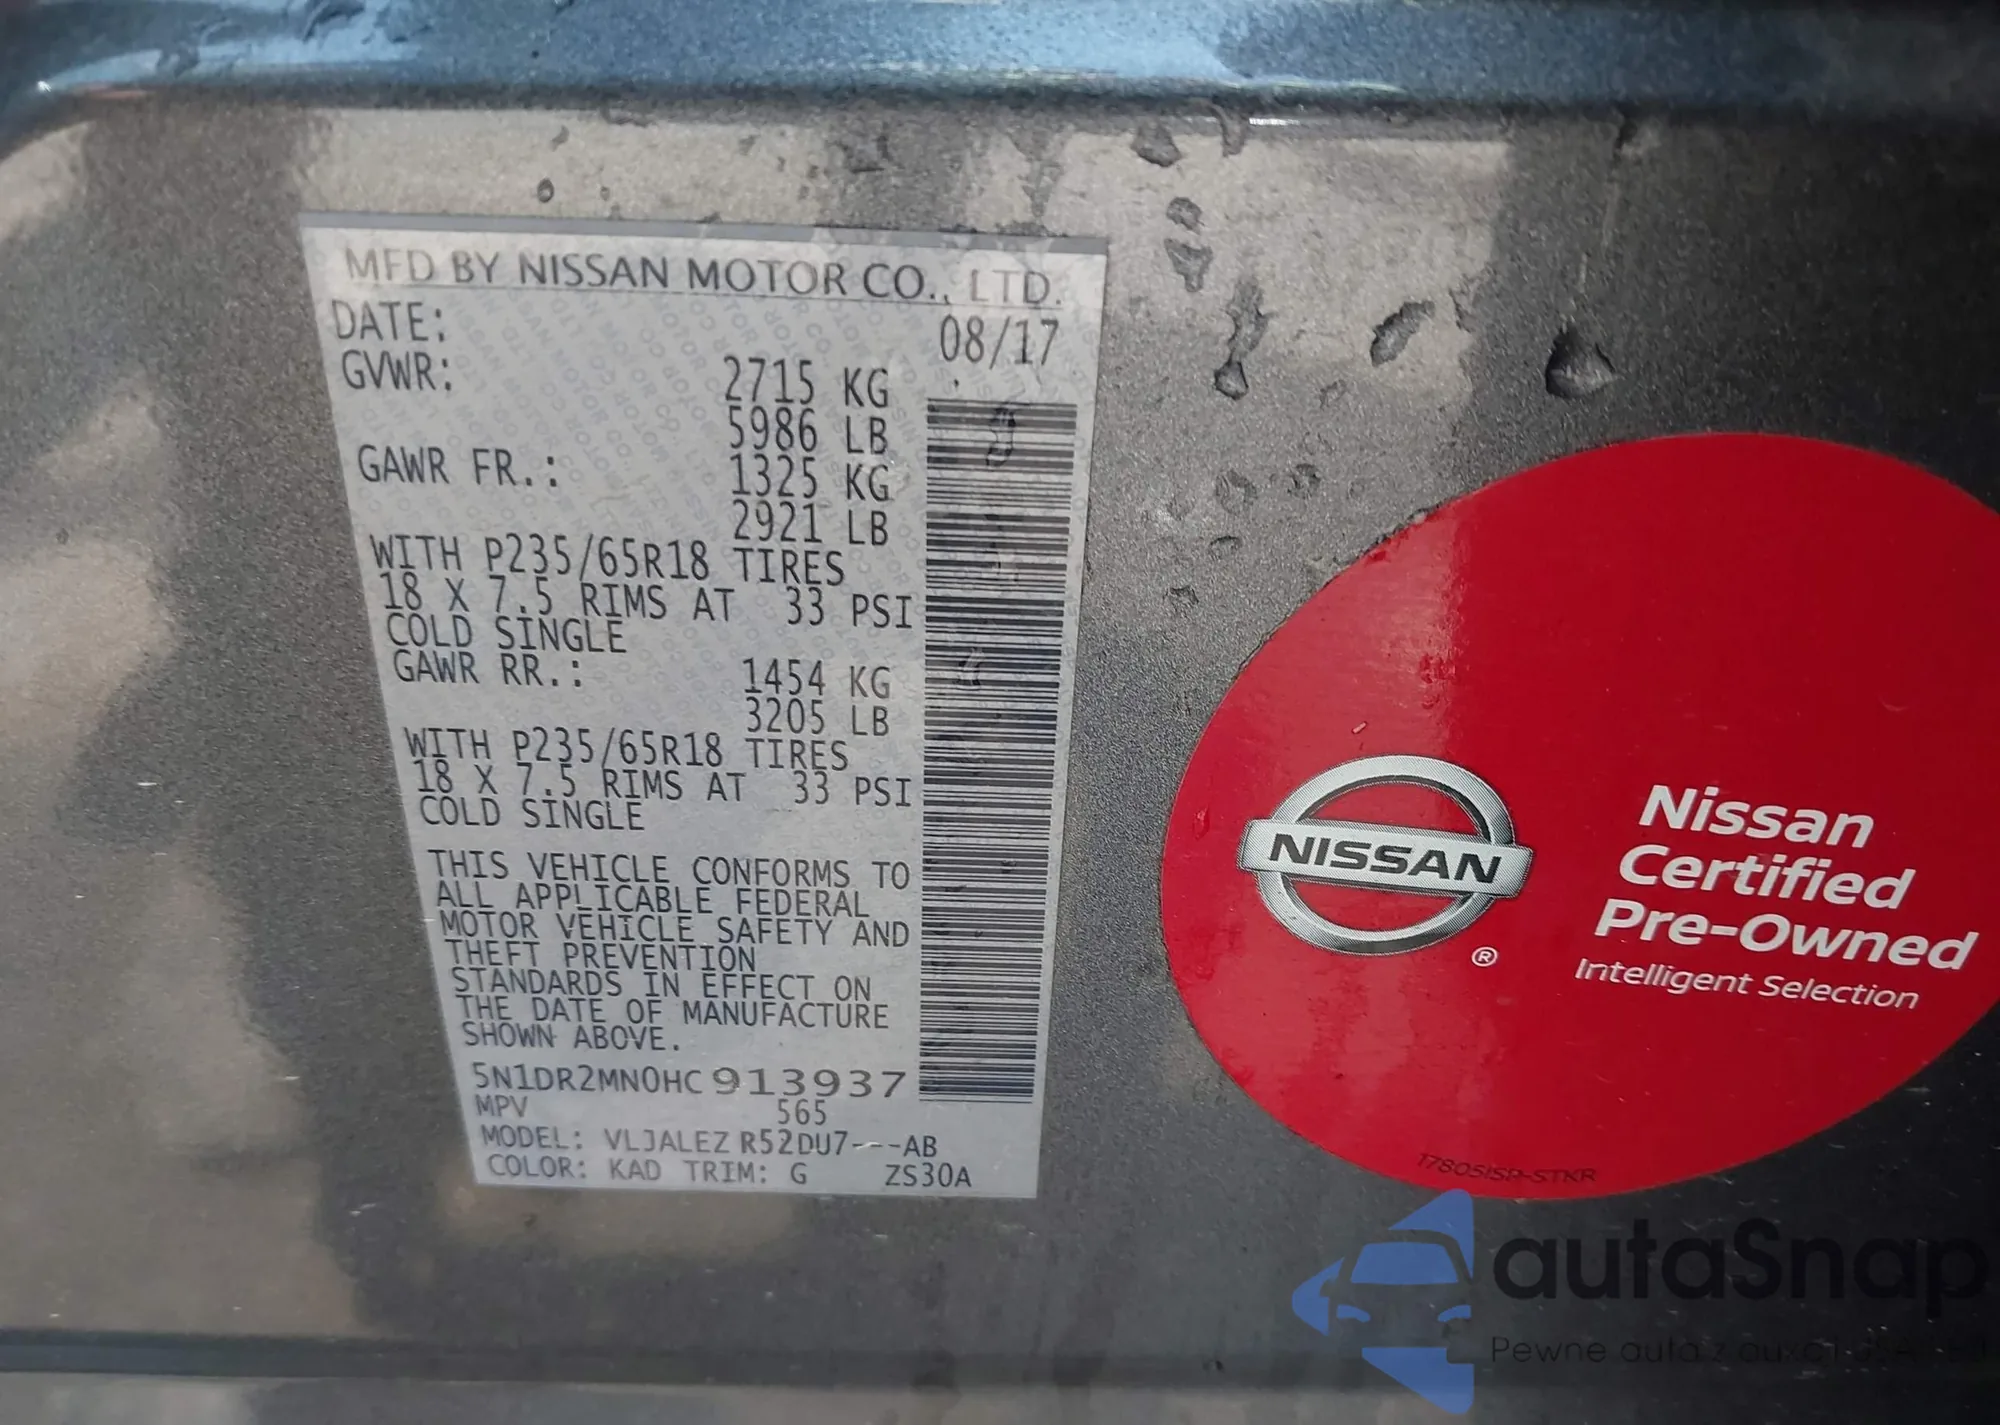 MFD BY NISSAN MOTOR CO., LTD.
DATE: 08/17
GVWR: 2715 KG
5986 LB
GAWR FR.: 1325 KG
2921 LB
WITH P235/65R18 TIRES
18 X 7.5 RIMS AT 33 PSI
COLD SINGLE
GAWR RR.: 1454 KG
3205 LB
WITH P235/65R18 TIRES
18 X 7.5 RIMS AT 33 PSI
COLD SINGLE
THIS VEHICLE CONFORMS TO
ALL APPLICABLE FEDERAL
MOTOR VEHICLE SAFETY AND
THEFT PREVENTION
STANDARDS IN EFFECT ON
THE DATE OF MANUFACTURE
SHOWN ABOVE.
5N1DR2MN0HC913937
MPV 565
MODEL: VLJALEZ R52DU7---AB
COLOR: KAD TRIM: G ZS30A
NISSAN
®
Nissan
Certified
Pre-Owned
Intelligent Selection
178051SP-STKR
autaSnap
Pewne auta z